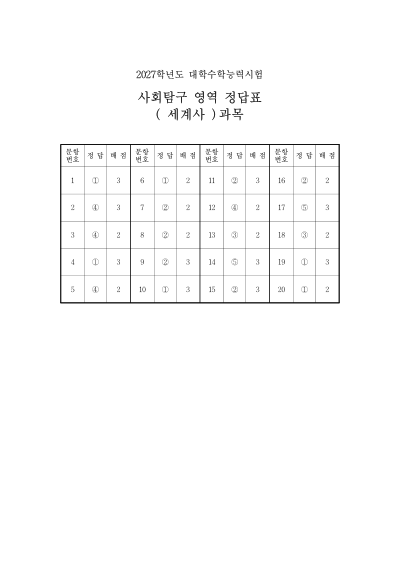 2027학년도 대학수학능력시험
사회탐구 영역 정답표
( 세계사 )과목
문항번호 정답 배점 문항번호 정답 배점 문항번호 정답 배점 문항번호 정답 배점
1 ① 3 6 ① 2 11 ② 3 16 ② 2
2 ④ 3 7 ② 2 12 ④ 2 17 ⑤ 3
3 ④ 2 8 ② 2 13 ③ 2 18 ③ 2
4 ① 3 9 ② 3 14 ⑤ 3 19 ① 3
5 ④ 2 10 ① 3 15 ② 3 20 ① 2